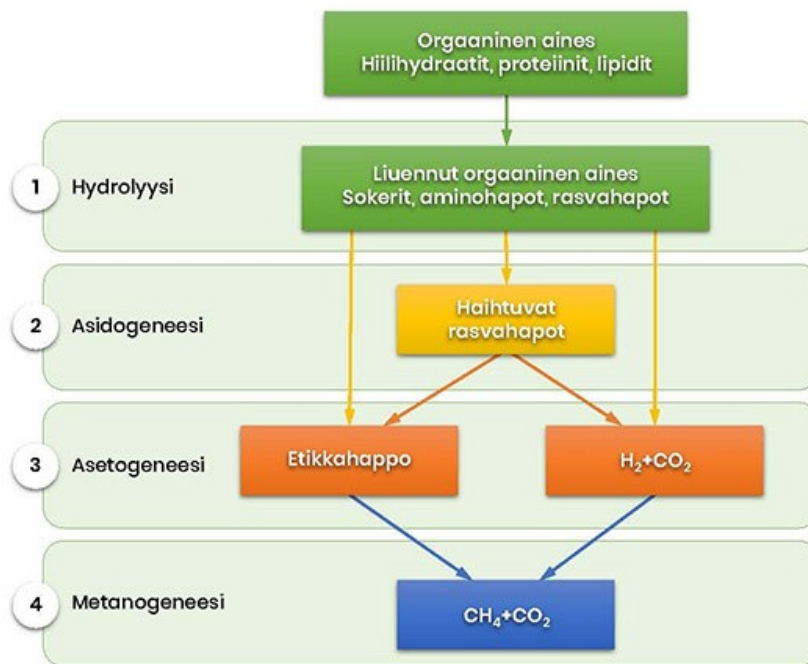 Orgaaninen aines
Hiilihydraatit, proteiinit, lipidit
1
Hydrolyysi
Liuennut orgaaninen aines
Sokerit, aminohapot, rasvahapot
2
Asidogeneesi
Haihtuvat
rasvahapot
3
Asetogeneesi
Etikkahappo
H₂+CO₂
4
Metanogeneesi
CH₄+CO₂